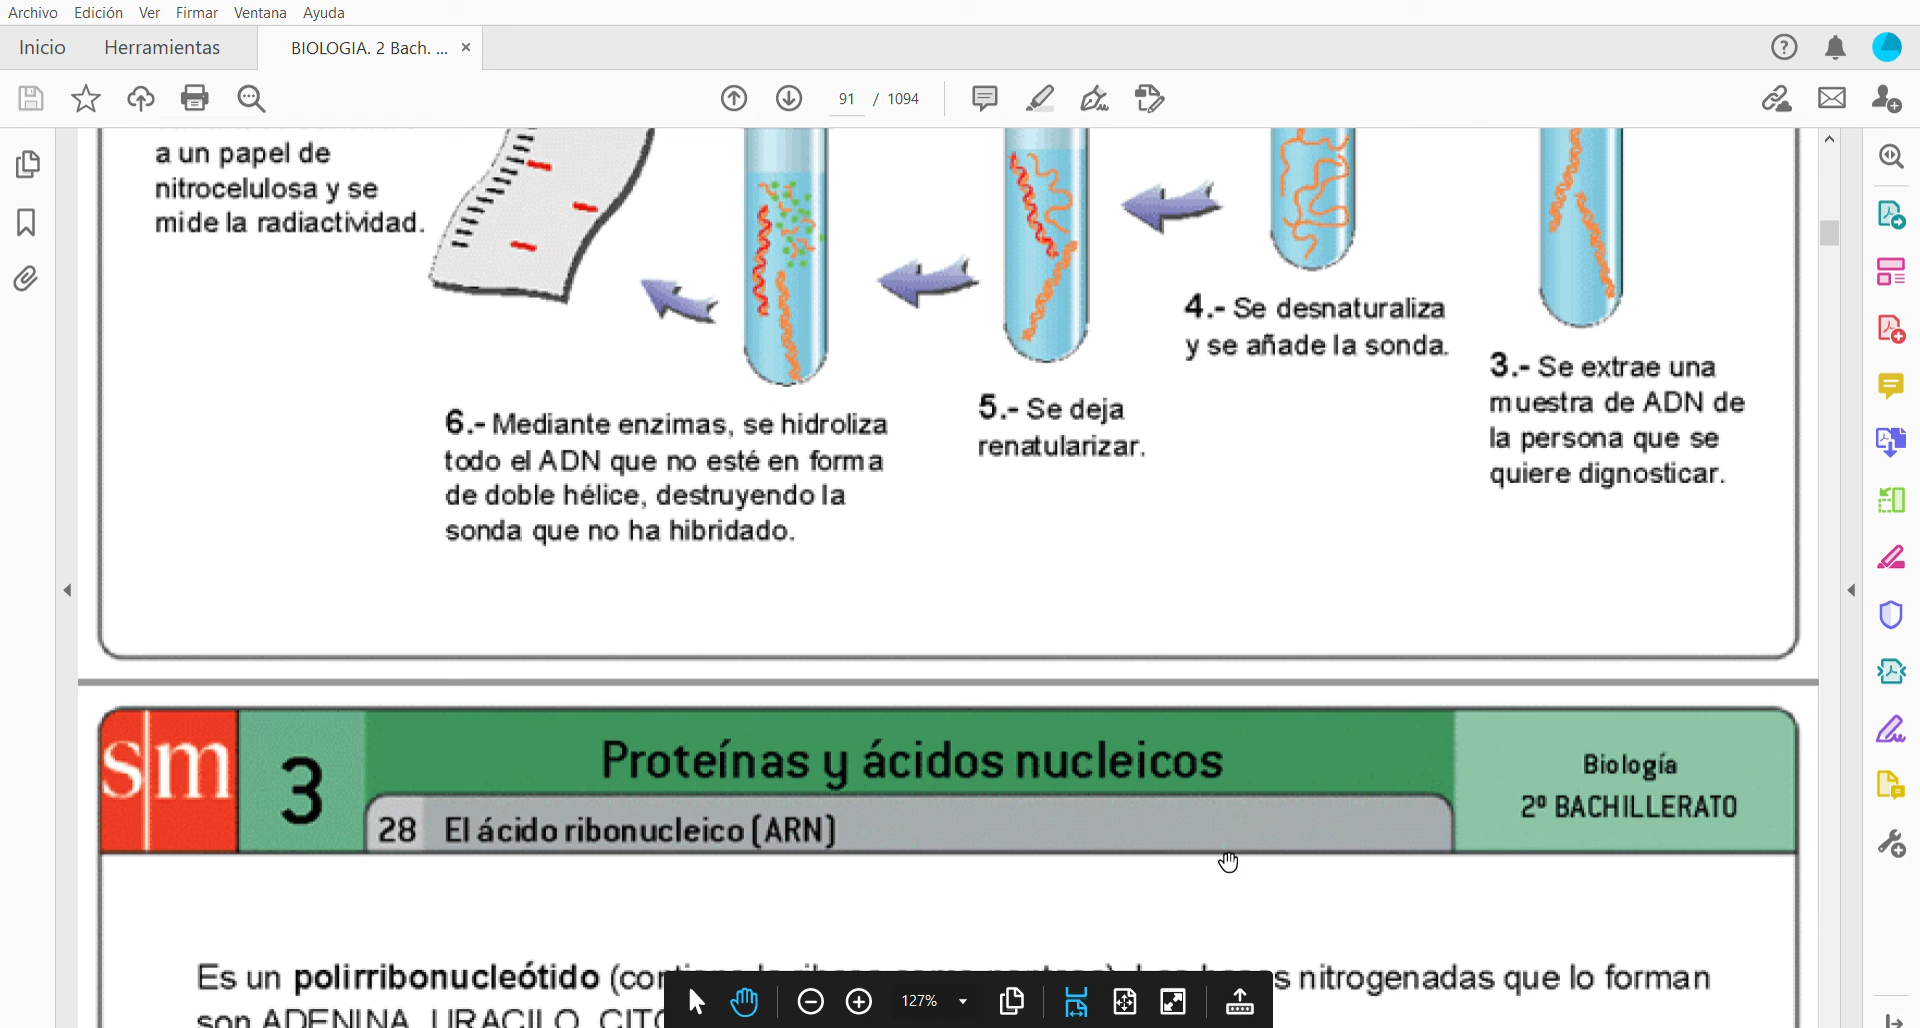 Archivo Edición Ver Firmar Ventana Ayuda
Inicio Herramientas BIOLOGIA. 2 Bach. ...
91 / 1094
a un papel de
nitrocelulosa y se
mide la radiactividad.
4.- Se desnaturaliza
y se añade la sonda.
3.- Se extrae una
muestra de ADN de
la persona que se
quiere dignosticar.
5.- Se deja
renatularizar.
6.- Mediante enzimas, se hidroliza
todo el ADN que no esté en forma
de doble hélice, destruyendo la
sonda que no ha hibridado.
sm 3 Proteínas y ácidos nucleicos
28 El ácido ribonucleico (ARN)
Biología
2º BACHILLERATO
Es un polirribonucleótido nitrogenadas que lo forman
son ADENINA, URACILO,
127%